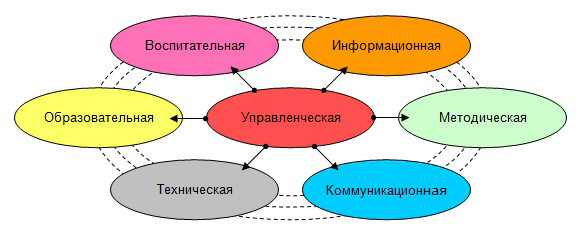 Воспитательная
Информационная
Образовательная
Управленческая
Методическая
Техническая
Коммуникационная